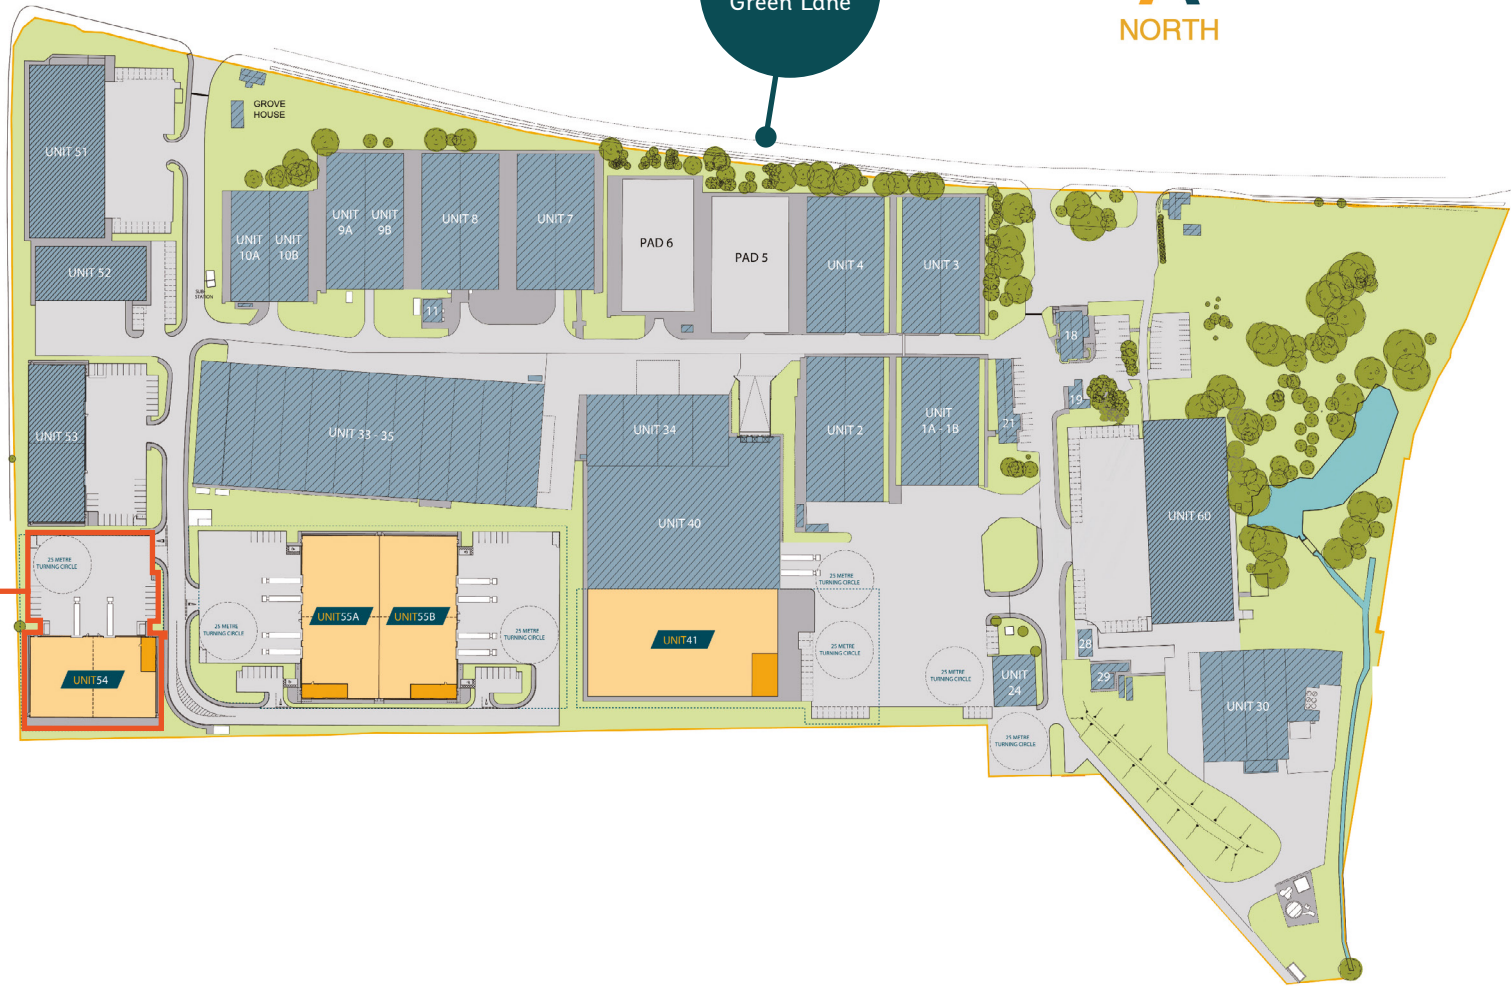 Green Lane
NORTH
GROVE
HOUSE
UNIT 51
UNIT 52
SUB
STATION
UNIT
10A
UNIT
10B
UNIT
9A
UNIT
9B
UNIT 8
UNIT 7
11
PAD 6
PAD 5
UNIT 4
UNIT 3
18
19
UNIT 53
UNIT 33 - 35
UNIT 34
UNIT 40
UNIT 2
UNIT
1A - 1B
21
UNIT 60
25 METRE
TURNING CIRCLE
UNIT54
25 METRE
TURNING CIRCLE
UNIT55A
UNIT55B
25 METRE
TURNING CIRCLE
UNIT41
25 METRE
TURNING CIRCLE
25 METRE
TURNING CIRCLE
25 METRE
TURNING CIRCLE
UNIT
24
25 METRE
TURNING CIRCLE
28
29
UNIT 30